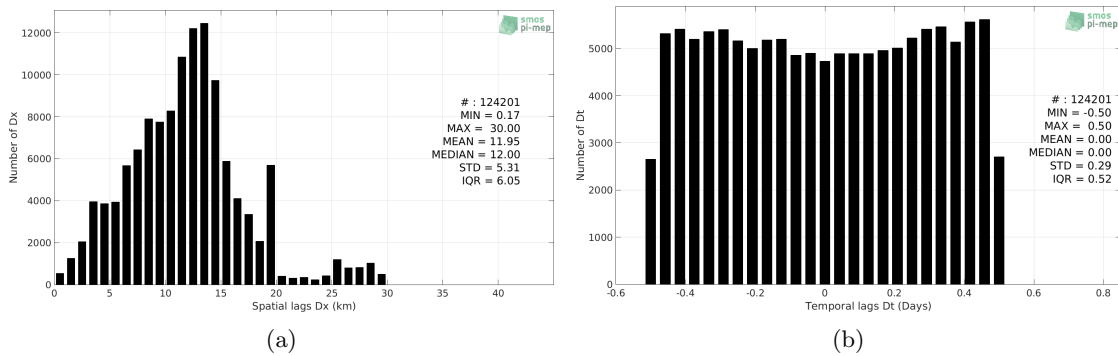 smos
pi-mep
12000
10000
8000
6000
4000
2000
0
Number of Dx
# : 124201
MIN = 0.17
MAX = 30.00
MEAN = 11.95
MEDIAN = 12.00
STD = 5.31
IQR = 6.05
0 5 10 15 20 25 30 35 40
Spatial lags Dx (km)
(a)
smos
pi-mep
5000
4000
3000
2000
1000
0
Number of Dt
# : 124201
MIN = -0.50
MAX = 0.50
MEAN = 0.00
MEDIAN = 0.00
STD = 0.29
IQR = 0.52
-0.6 -0.4 -0.2 0 0.2 0.4 0.6 0.8
Temporal lags Dt (Days)
(b)